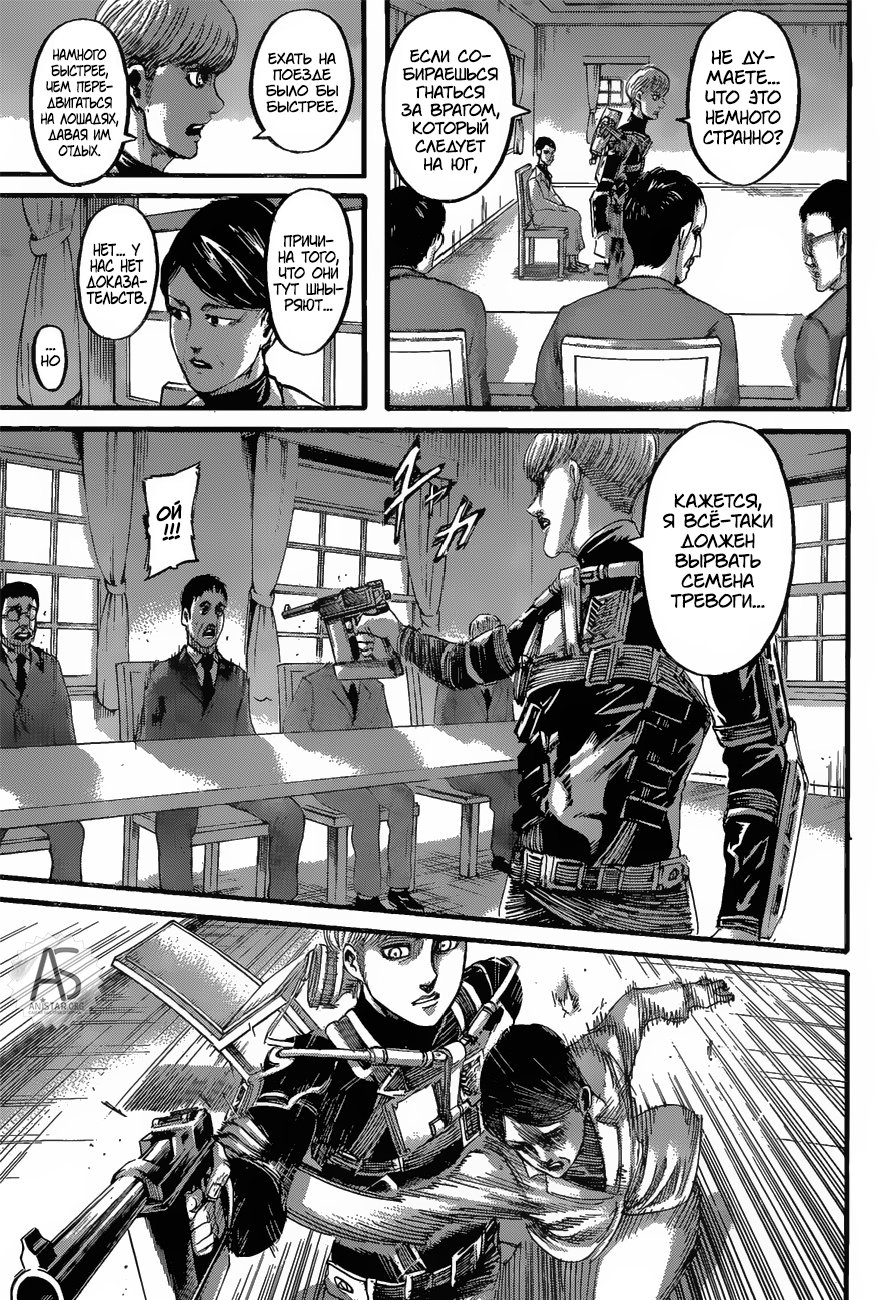 НЕ ДУ-
МАЕТЕ...
ЧТО ЭТО
НЕМНОГО
СТРАННО?
ЕСЛИ СО-
БИРАЕШЬСЯ
ГНАТЬСЯ
ЗА ВРАГОМ,
КОТОРЫЙ
СЛЕДУЕТ
НА ЮГ,
ЕХАТЬ НА
ПОЕЗДЕ
БЫЛО БЫ
БЫСТРЕЕ.
НАМНОГО
БЫСТРЕЕ,
ЧЕМ ПЕРЕ-
ДВИГАТЬСЯ
НА ЛОШАДЯХ,
ДАВАЯ ИМ
ОТДЫХ.
ПРИЧИ-
НА ТОГО,
ЧТО ОНИ
ТУТ ШНЫ-
РЯЮТ...
НЕТ... У
НАС НЕТ
ДОКАЗА-
ТЕЛЬСТВ.
...
НО
КАЖЕТСЯ,
Я ВСЁ-ТАКИ
ДОЛЖЕН
ВЫРВАТЬ
СЕМЕНА
ТРЕВОГИ...
ОЙ
!!!
AS
ANISTAR.ORG